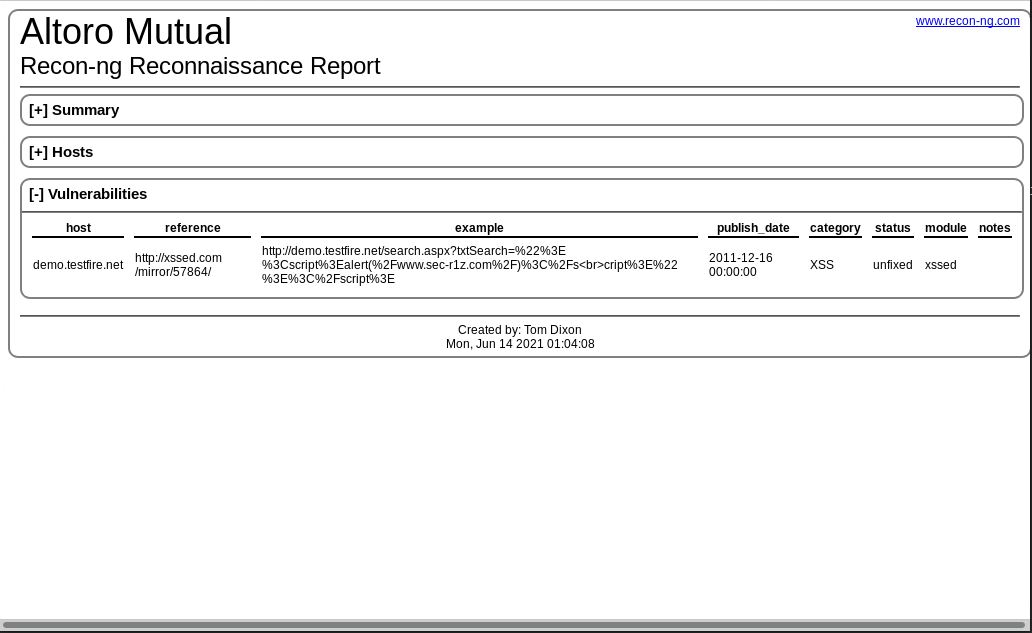 Altoro Mutual
www.recon-ng.com
Recon-ng Reconnaissance Report
[+] Summary
[+] Hosts
[-] Vulnerabilities
host reference example publish_date category status module notes
demo.testfire.net http://xssed.com http://demo.testfire.net/search.aspx?txtSearch=%22%3E 2011-12-16 XSS unfixed xssed
/mirror/57864/ %3Cscript%3Ealert(%2Fwww.sec-r1z.com%2F)%3C%2Fs<br>cript%3E%22 00:00:00
%3E%3C%2Fscript%3E
Created by: Tom Dixon
Mon, Jun 14 2021 01:04:08